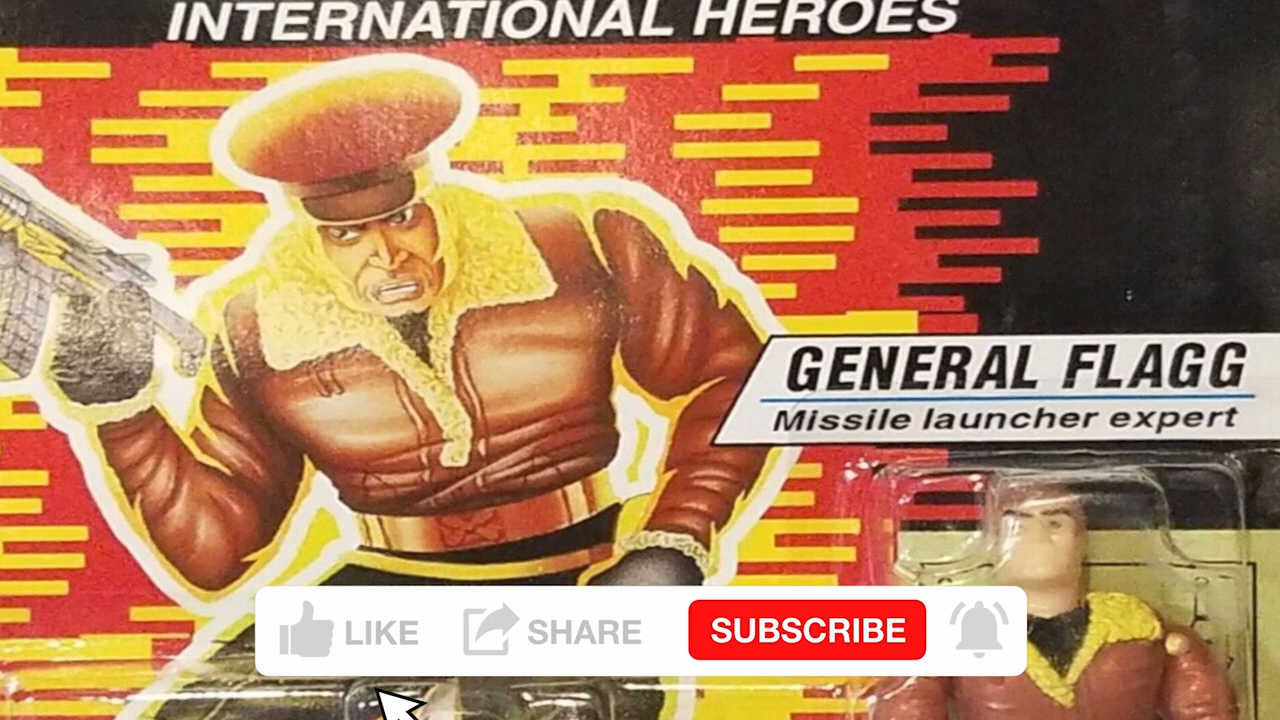 INTERNATIONAL HEROES
GENERAL FLAGG
Missile launcher expert
LIKE
SHARE
SUBSCRIBE